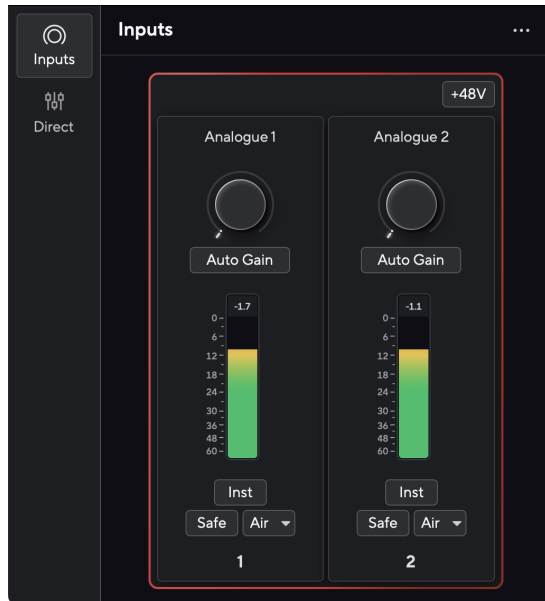 Inputs
Direct
Inputs
...
+48V
Analogue 1
Auto Gain
-1.7
0
6
12
18
24
30
36
48
60
Inst
Safe Air
1
Analogue 2
Auto Gain
-1.1
0
6
12
18
24
30
36
48
60
Inst
Safe Air
2